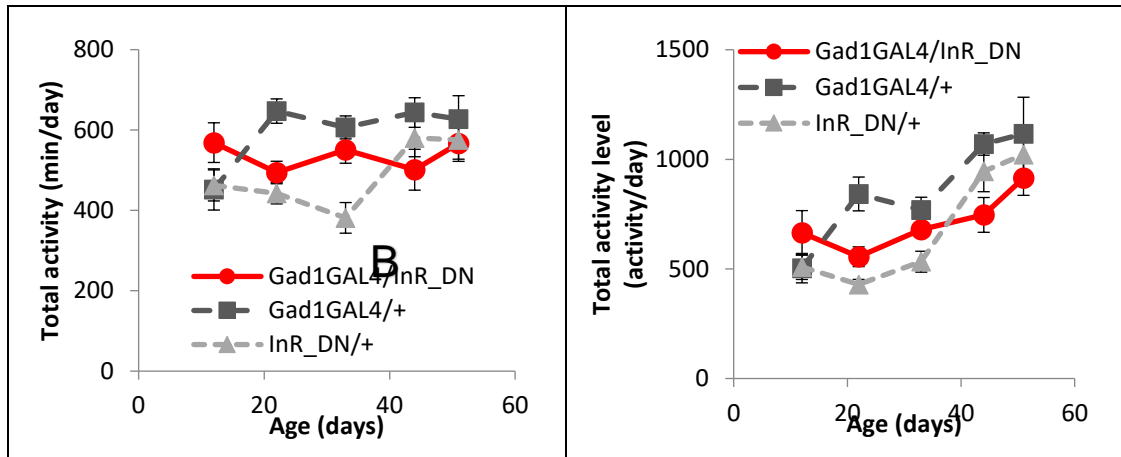 Total activity (min/day)
800
600
400
200
0
B
Gad1GAL4/InR_DN
Gad1GAL4/+
InR_DN/+
0 20 40 60
Age (days)
Total activity level
(activity/day)
1500
1000
500
0
Gad1GAL4/InR_DN
Gad1GAL4/+
InR_DN/+
0 20 40 60
Age (days)